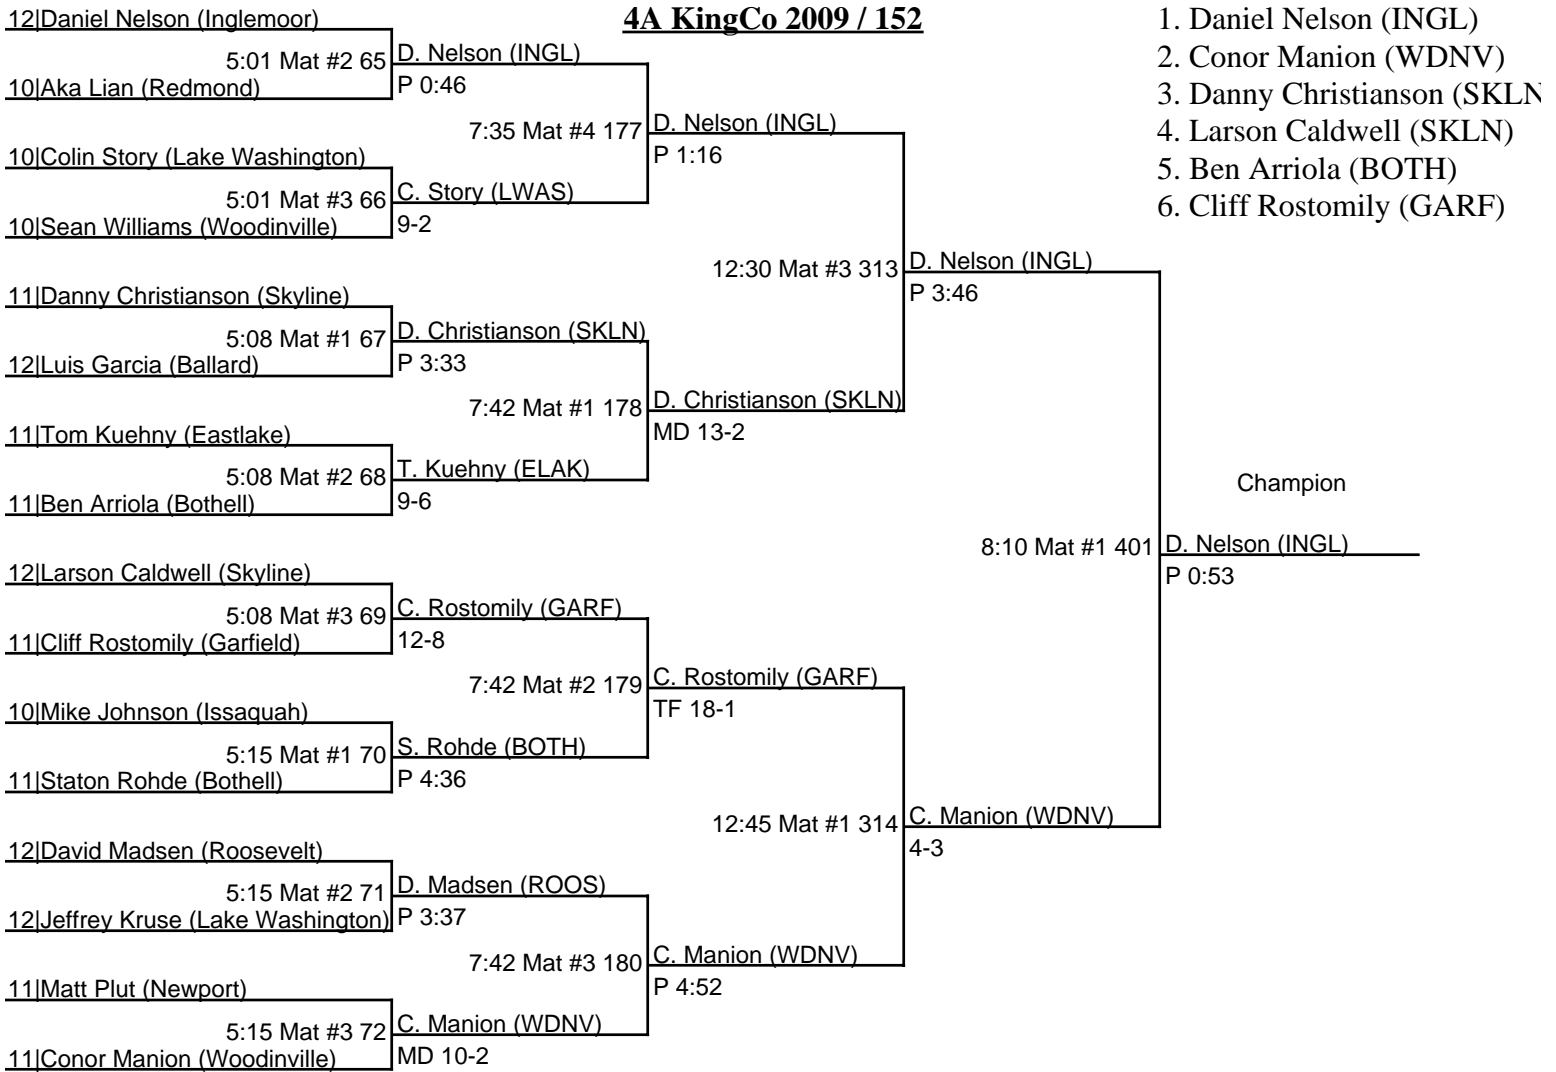 4A KingCo 2009 / 152
1. Daniel Nelson (INGL)
2. Conor Manion (WDNV)
3. Danny Christianson (SKLN
4. Larson Caldwell (SKLN)
5. Ben Arriola (BOTH)
6. Cliff Rostomily (GARF)
12|Daniel Nelson (Inglemoor)
5:01 Mat #2 65
10|Aka Lian (Redmond)
10|Colin Story (Lake Washington)
5:01 Mat #3 66
10|Sean Williams (Woodinville)
11|Danny Christianson (Skyline)
5:08 Mat #1 67
12|Luis Garcia (Ballard)
11|Tom Kuehny (Eastlake)
5:08 Mat #2 68
11|Ben Arriola (Bothell)
12|Larson Caldwell (Skyline)
5:08 Mat #3 69
11|Cliff Rostomily (Garfield)
10|Mike Johnson (Issaquah)
5:15 Mat #1 70
11|Staton Rohde (Bothell)
12|David Madsen (Roosevelt)
5:15 Mat #2 71
12|Jeffrey Kruse (Lake Washington)
11|Matt Plut (Newport)
5:15 Mat #3 72
11|Conor Manion (Woodinville)
D. Nelson (INGL)
P 0:46
7:35 Mat #4 177
C. Story (LWAS)
9-2
D. Christianson (SKLN)
P 3:33
7:42 Mat #1 178
T. Kuehny (ELAK)
9-6
C. Rostomily (GARF)
12-8
7:42 Mat #2 179
S. Rohde (BOTH)
P 4:36
D. Madsen (ROOS)
P 3:37
7:42 Mat #3 180
C. Manion (WDNV)
MD 10-2
D. Nelson (INGL)
P 1:16
12:30 Mat #3 313
D. Christianson (SKLN)
MD 13-2
C. Rostomily (GARF)
TF 18-1
12:45 Mat #1 314
C. Manion (WDNV)
P 4:52
D. Nelson (INGL)
P 3:46
8:10 Mat #1 401
C. Manion (WDNV)
4-3
Champion
D. Nelson (INGL)
P 0:53